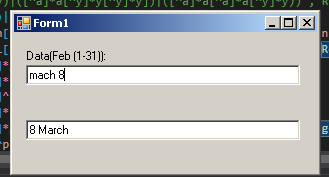 Form1
Data(Feb (1-31)):
mach 8
8 March